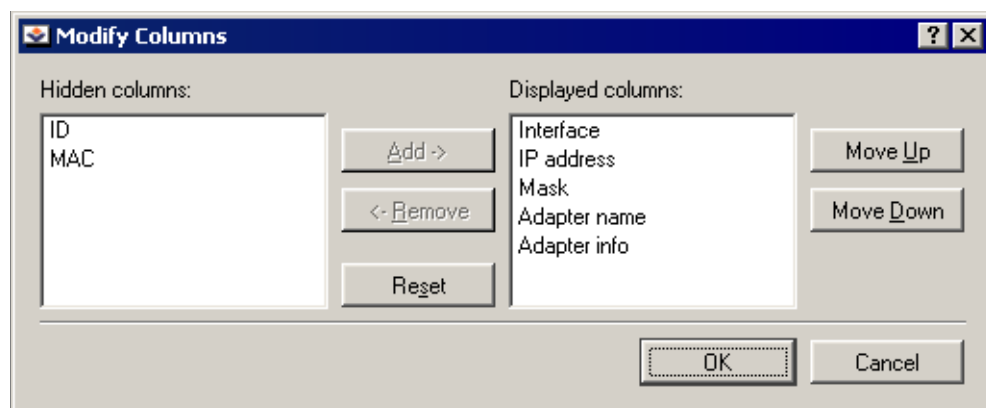 Modify Columns
Hidden columns:
ID
MAC
Add ->
<- Remove
Reset
Displayed columns:
Interface
IP address
Mask
Adapter name
Adapter info
Move Up
Move Down
OK
Cancel